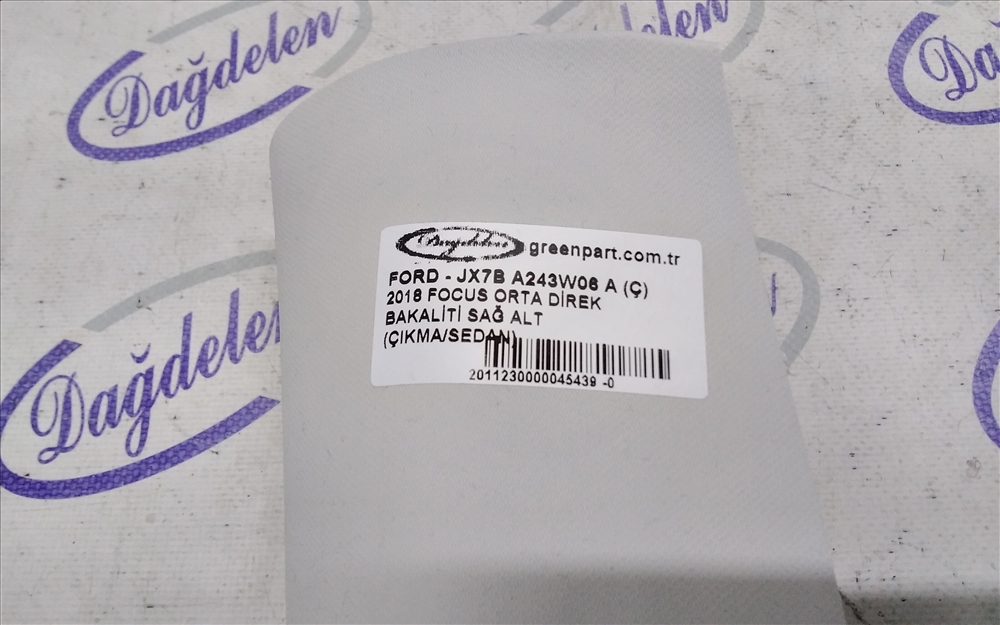 Dağdelen
Dağdelen
Dağdelen
Dağdelen
greenpart.com.tr
FORD - JX7B A243W06 A (Ç)
2018 FOCUS ORTA DİREK
BAKALİTİ SAĞ ALT
(ÇIKMA/SEDAN)
2011230000045439 -0
Dağdelen